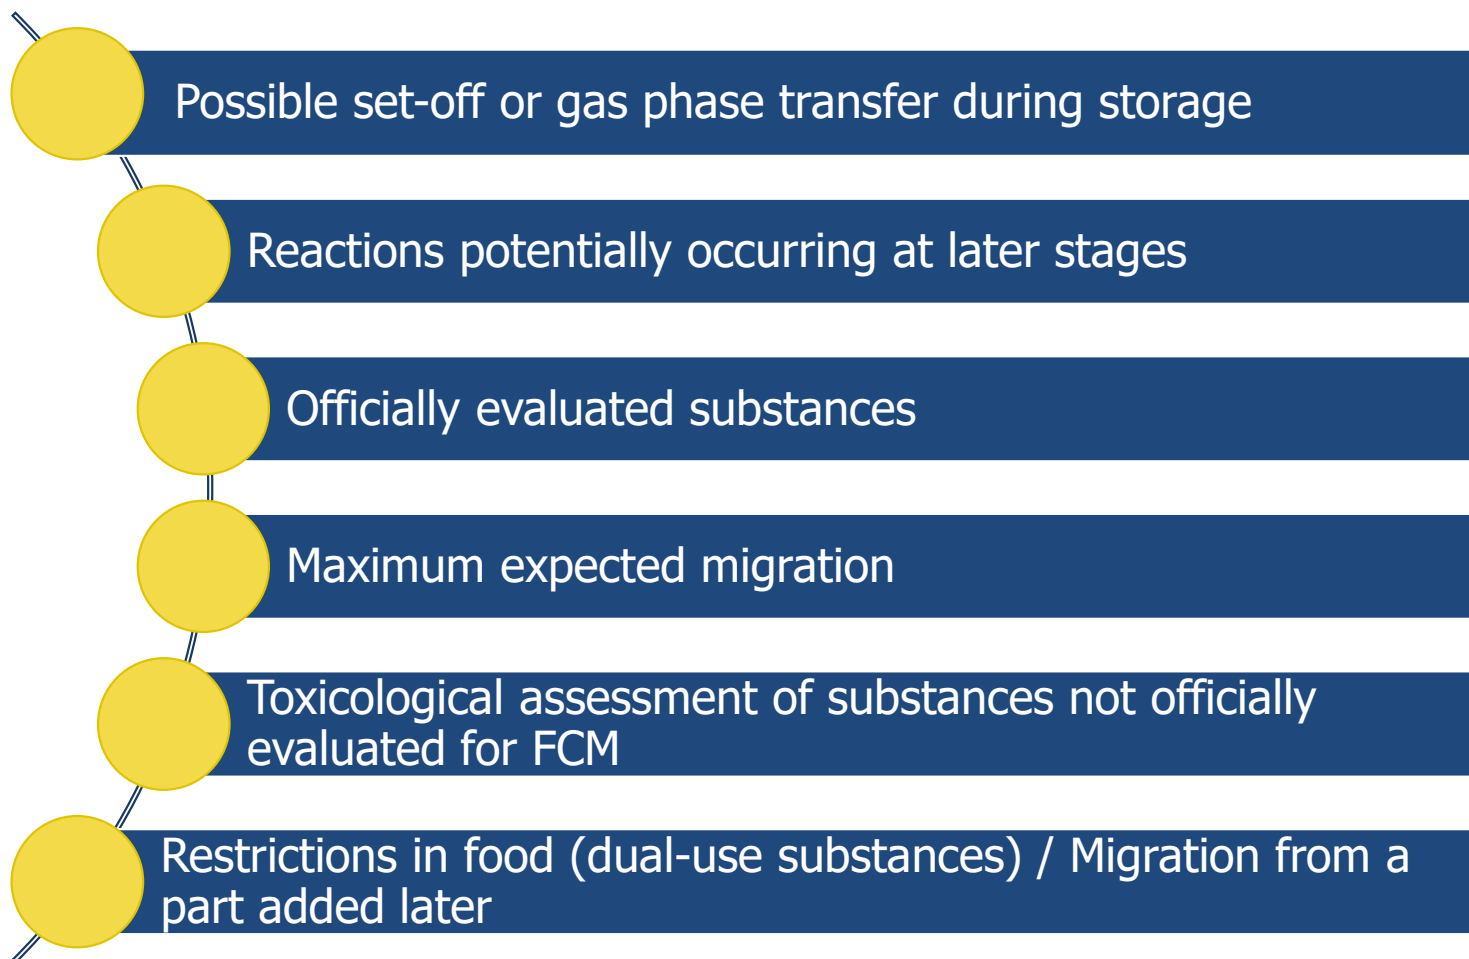 Possible set-off or gas phase transfer during storage
Reactions potentially occurring at later stages
Officially evaluated substances
Maximum expected migration
Toxicological assessment of substances not officially
evaluated for FCM
Restrictions in food (dual-use substances) / Migration from a
part added later